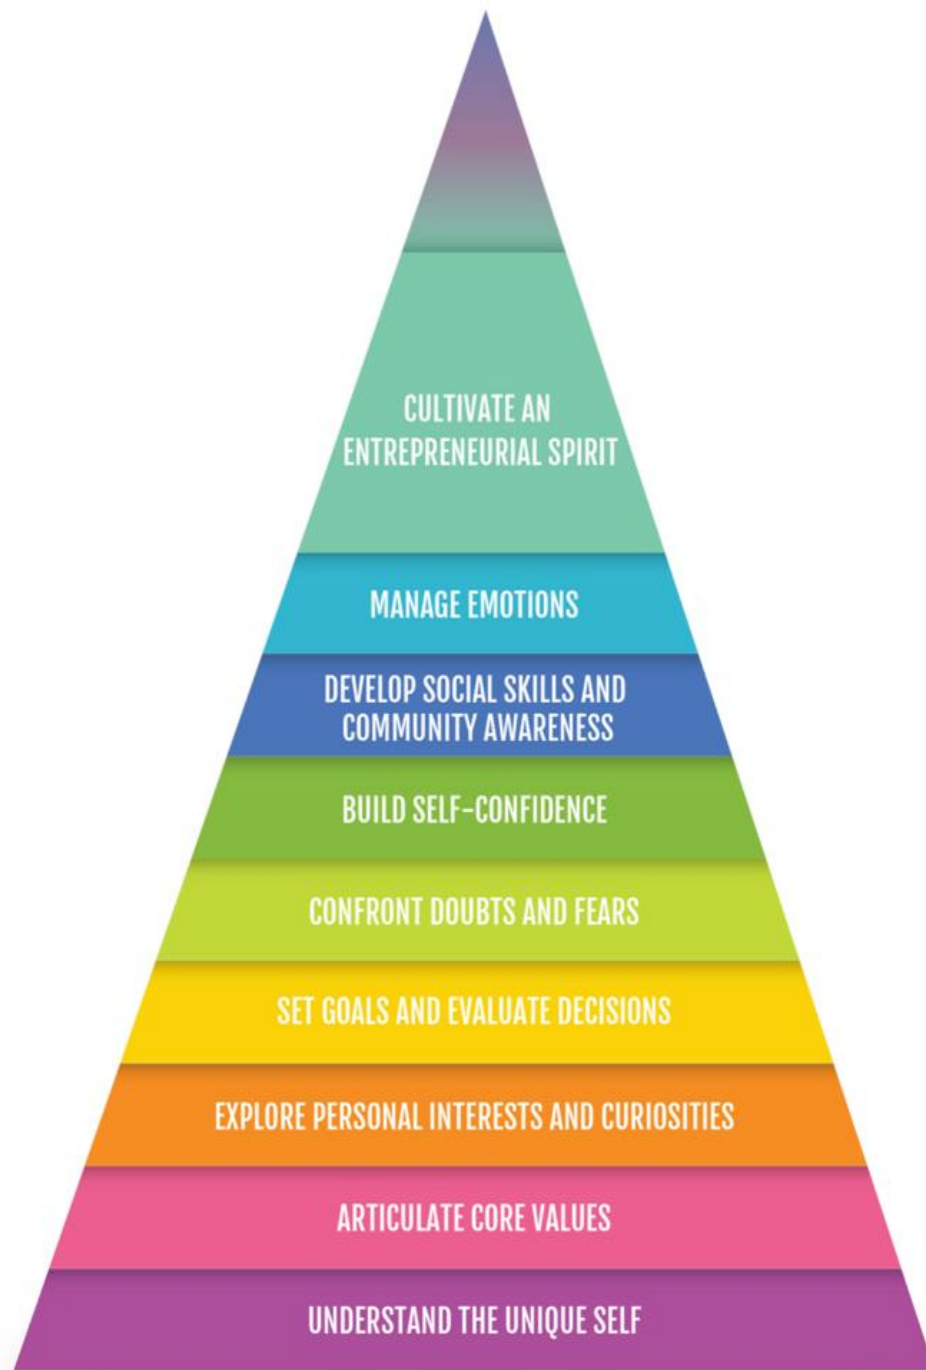 CULTIVATE AN
ENTREPRENEURIAL SPIRIT
MANAGE EMOTIONS
DEVELOP SOCIAL SKILLS AND
COMMUNITY AWARENESS
BUILD SELF-CONFIDENCE
CONFRONT DOUBTS AND FEARS
SET GOALS AND EVALUATE DECISIONS
EXPLORE PERSONAL INTERESTS AND CURIOSITIES
ARTICULATE CORE VALUES
UNDERSTAND THE UNIQUE SELF